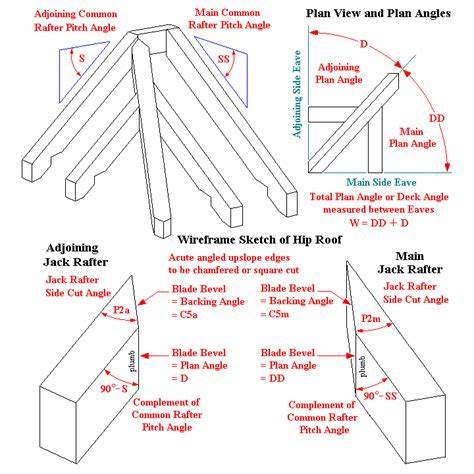 Adjoining Common
Rafter Pitch Angle
S
Main Common
Rafter Pitch Angle
SS
Plan View and Plan Angles
D
Adjoining
Plan Angle
DD
Main
Plan Angle
Adjoining Side Eave
Main Side Eave
Total Plan Angle or Deck Angle
measured between Eaves
W = DD + D
Wireframe Sketch of Hip Roof
Adjoining
Jack Rafter
Jack Rafter
Side Cut Angle
P2a
90°–S
plumb
Acute angled upslope edges
to be chamfered or square cut
Blade Bevel
= Backing Angle
= C5a
Blade Bevel
= Plan Angle
= D
Complement of
Common Rafter
Pitch Angle
Blade Bevel
= Backing Angle
= C5m
Blade Bevel
= Plan Angle
= DD
Complement of
Common Rafter
Pitch Angle
Main
Jack Rafter
Jack Rafter
Side Cut Angle
P2m
plumb
90°–SS